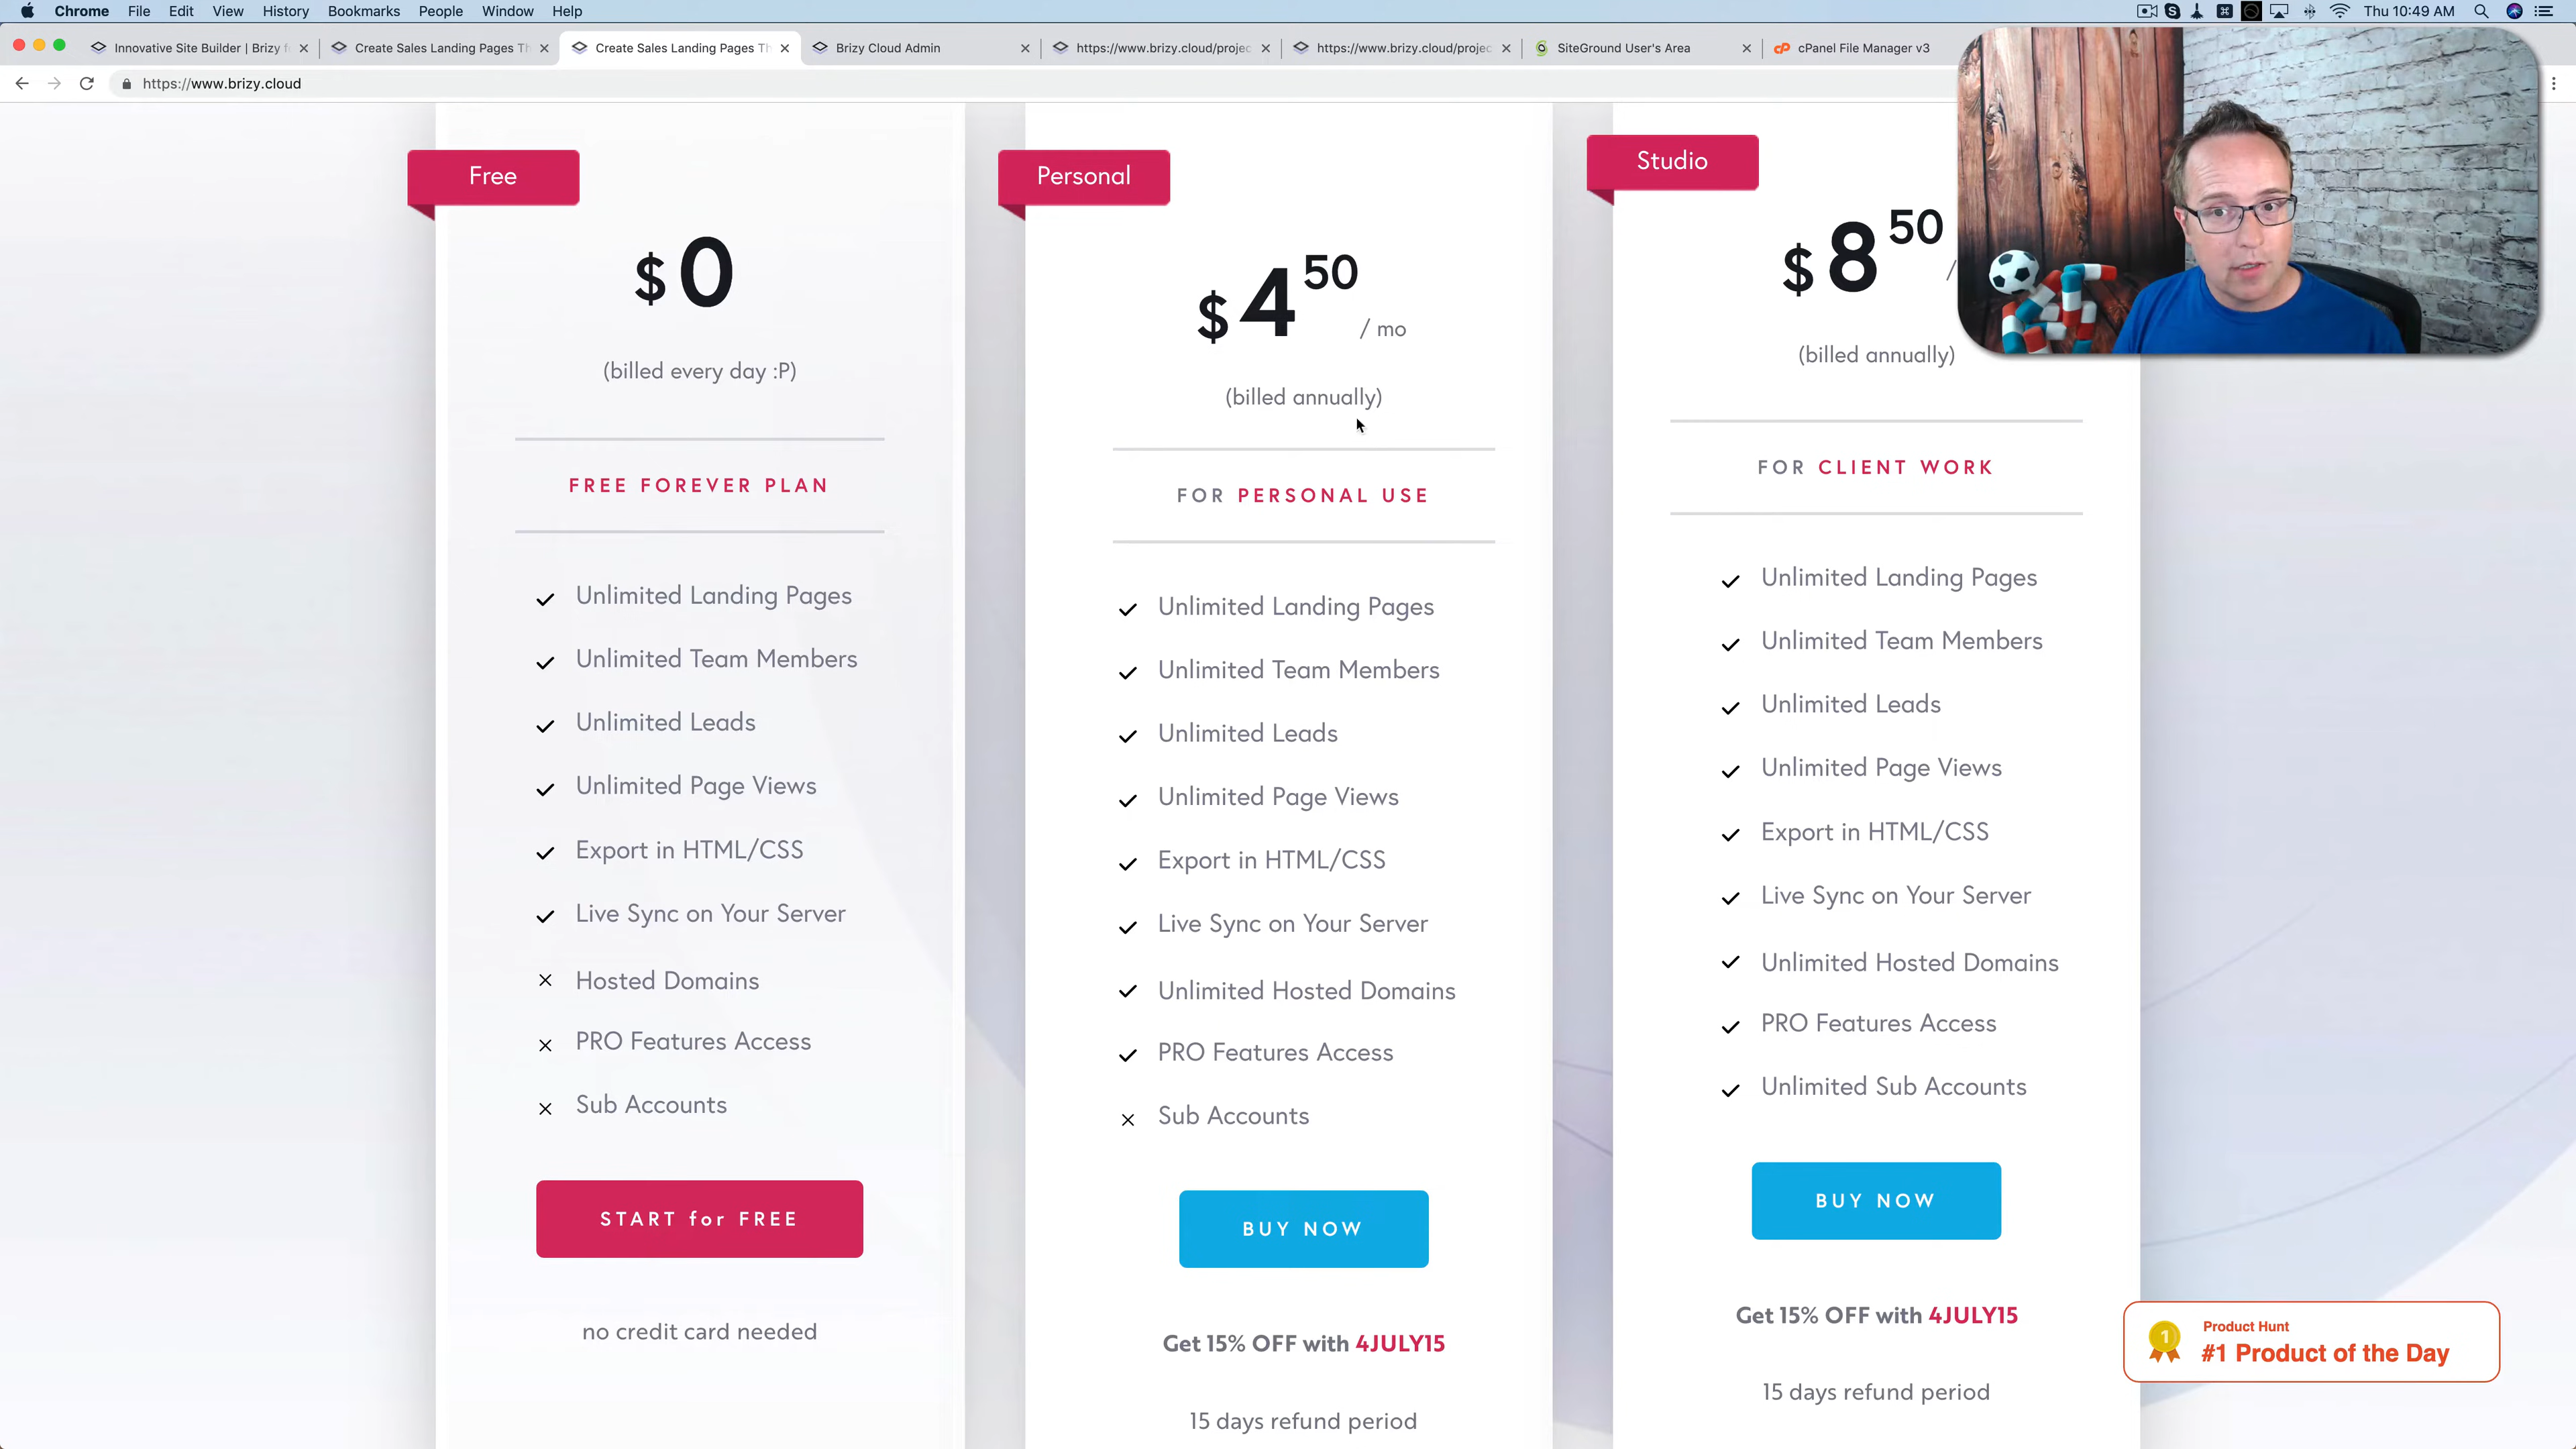 Chrome File Edit View History Bookmarks People Window Help
Thu 10:49 AM
Innovative Site Builder | Brizy f
Create Sales Landing Pages Th
Create Sales Landing Pages Th
Brizy Cloud Admin
https://www.brizy.cloud/projec
https://www.brizy.cloud/projec
SiteGround User's Area
cPanel File Manager v3
https://www.brizy.cloud
Free
$0
(billed every day :P)
FREE FOREVER PLAN
Unlimited Landing Pages
Unlimited Team Members
Unlimited Leads
Unlimited Page Views
Export in HTML/CSS
Live Sync on Your Server
Hosted Domains
PRO Features Access
Sub Accounts
START for FREE
no credit card needed
Personal
$4 50 / mo
(billed annually)
FOR PERSONAL USE
Unlimited Landing Pages
Unlimited Team Members
Unlimited Leads
Unlimited Page Views
Export in HTML/CSS
Live Sync on Your Server
Unlimited Hosted Domains
PRO Features Access
Sub Accounts
BUY NOW
Get 15% OFF with 4JULY15
15 days refund period
Studio
$8 50 /
(billed annually)
FOR CLIENT WORK
Unlimited Landing Pages
Unlimited Team Members
Unlimited Leads
Unlimited Page Views
Export in HTML/CSS
Live Sync on Your Server
Unlimited Hosted Domains
PRO Features Access
Unlimited Sub Accounts
BUY NOW
Get 15% OFF with 4JULY15
15 days refund period
1
Product Hunt
#1 Product of the Day